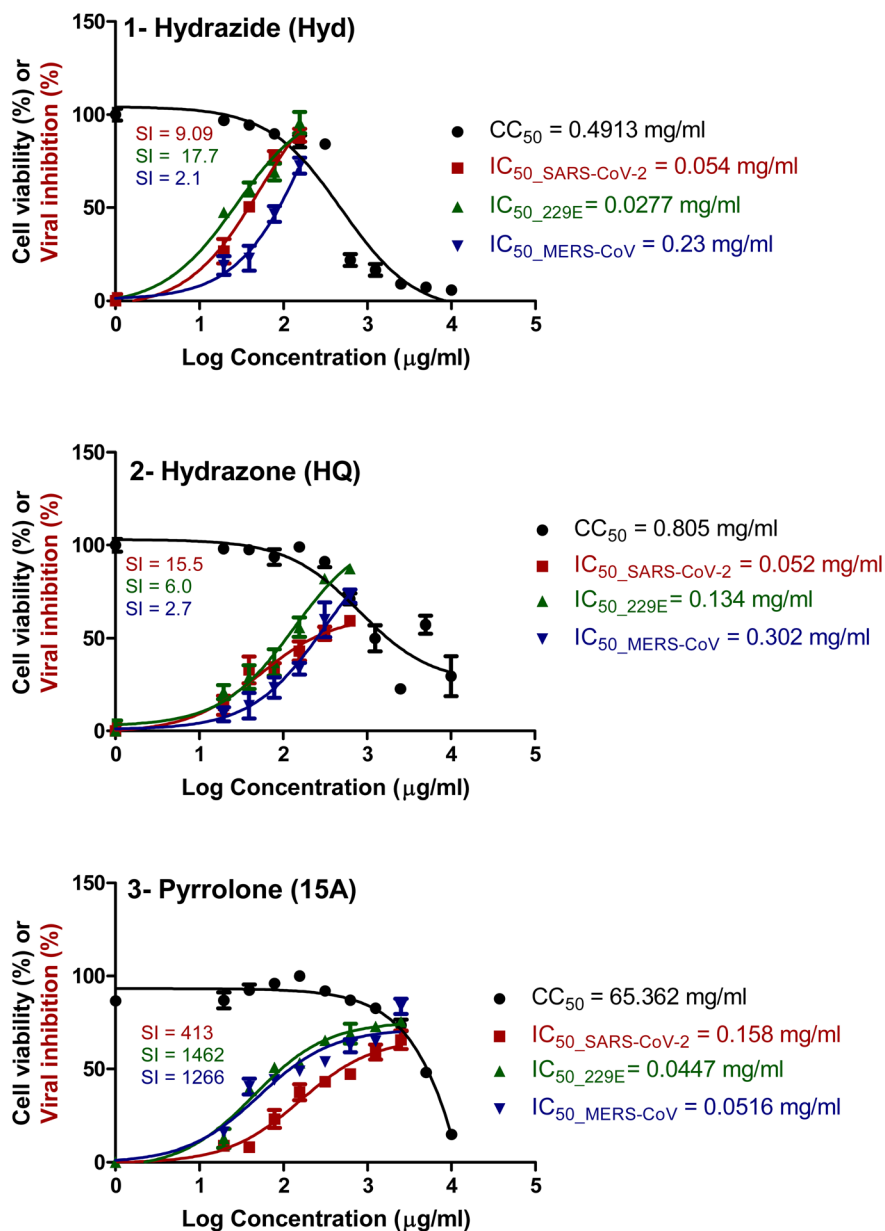 1- Hydrazide (Hyd)
Cell viability (%) or
Viral inhibition (%)
150
100
50
0
SI = 9.09
SI = 17.7
SI = 2.1
0 1 2 3 4 5
Log Concentration (μg/ml)
CC50 = 0.4913 mg/ml
IC50_SARS-CoV-2 = 0.054 mg/ml
IC50_229E= 0.0277 mg/ml
IC50_MERS-CoV = 0.23 mg/ml
2- Hydrazone (HQ)
Cell viability (%) or
Viral inhibition (%)
150
100
50
0
SI = 15.5
SI = 6.0
SI = 2.7
0 1 2 3 4 5
Log Concentration (μg/ml)
CC50 = 0.805 mg/ml
IC50_SARS-CoV-2 = 0.052 mg/ml
IC50_229E = 0.134 mg/ml
IC50_MERS-CoV = 0.302 mg/ml
3- Pyrrolone (15A)
Cell viability (%) or
Viral inhibition (%)
150
100
50
0
SI = 413
SI = 1462
SI = 1266
0 1 2 3 4 5
Log Concentration (μg/ml)
CC50 = 65.362 mg/ml
IC50_SARS-CoV-2 = 0.158 mg/ml
IC50_229E = 0.0447 mg/ml
IC50_MERS-CoV = 0.0516 mg/ml